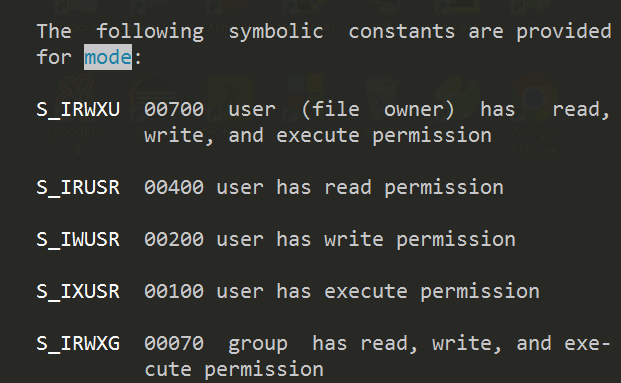 The following symbolic constants are provided
for mode:
S_IRWXU 00700 user (file owner) has read,
write, and execute permission
S_IRUSR 00400 user has read permission
S_IWUSR 00200 user has write permission
S_IXUSR 00100 user has execute permission
S_IRWXG 00070 group has read, write, and exe-
cute permission